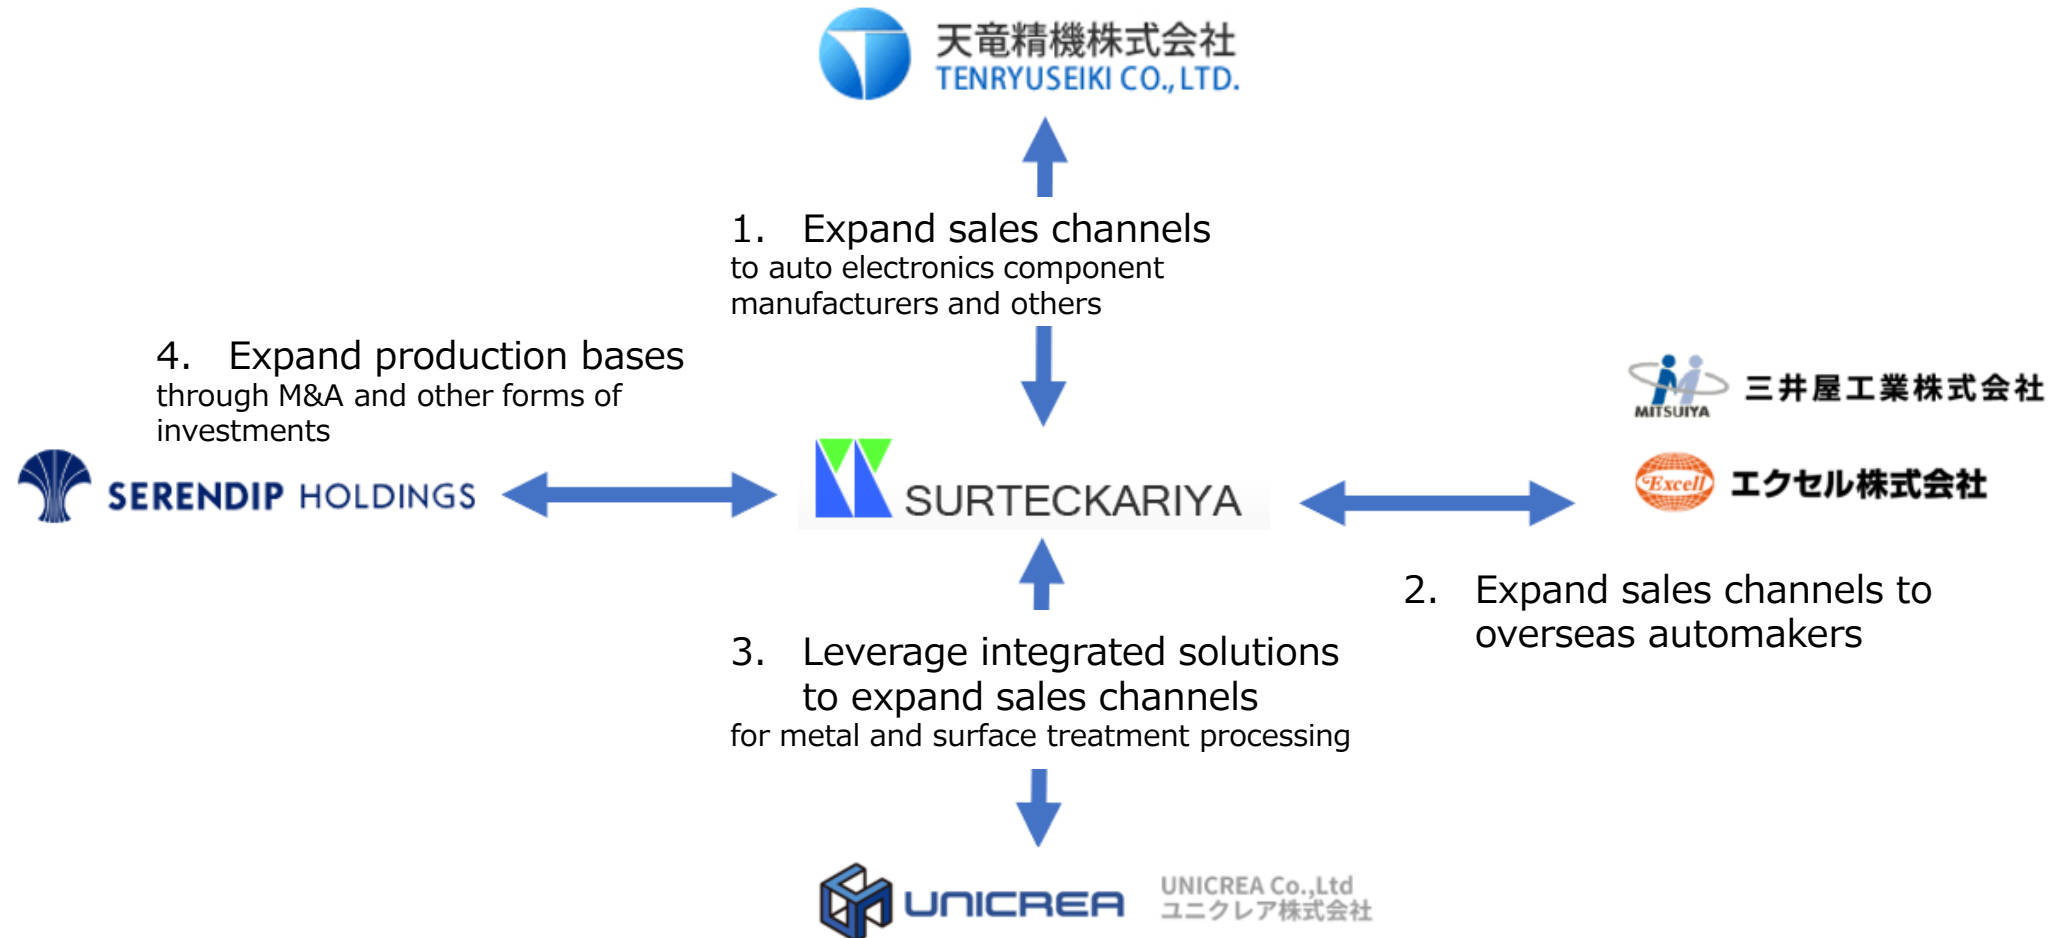 天竜精機株式会社
TENRYUSEIKI CO.,LTD.
1. Expand sales channels
to auto electronics component
manufacturers and others
4. Expand production bases
through M&A and other forms of
investments
SERENDIP HOLDINGS
SURTECKARIYA
MITSUIYA 三井屋工業株式会社
Excell エクセル株式会社
2. Expand sales channels to
overseas automakers
3. Leverage integrated solutions
to expand sales channels
for metal and surface treatment processing
UNICREA
UNICREA Co.,Ltd
ユニクレア株式会社